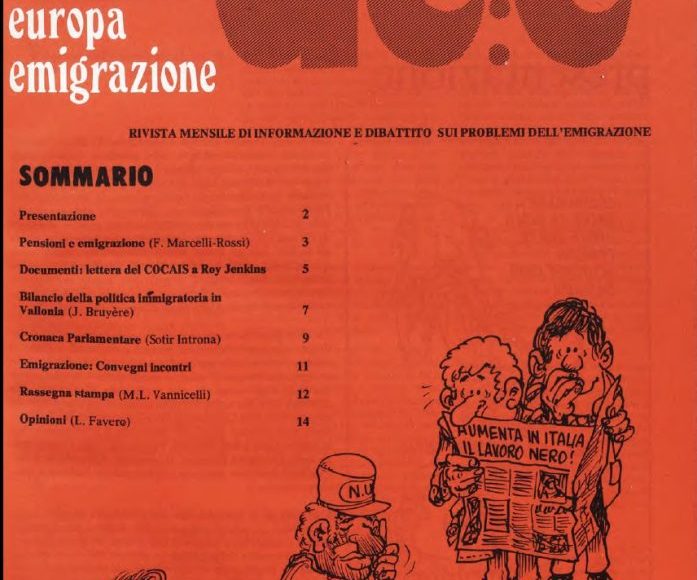 europa
emigrazione
RIVISTA MENSILE DI INFORMAZIONE E DIBATTITO SUI PROBLEMI DELL'EMIGRAZIONE
SOMMARIO
Presentazione 2
Pensioni e emigrazione (F. Marcelli-Rossi) 3
Documenti: lettera del COCAIS a Roy Jenkins 5
Bilancio della politica immigratoria in
Vallonia (J. Bruyère) 7
Cronaca Parlamentare (Sotir Introna) 9
Emigrazione: Convegni incontri 11
Rassegna stampa (M.L. Vannicelli) 12
Opinioni (L. Favero) 14
AUMENTA IN ITALIA
IL LAVORO NERO!
N.U